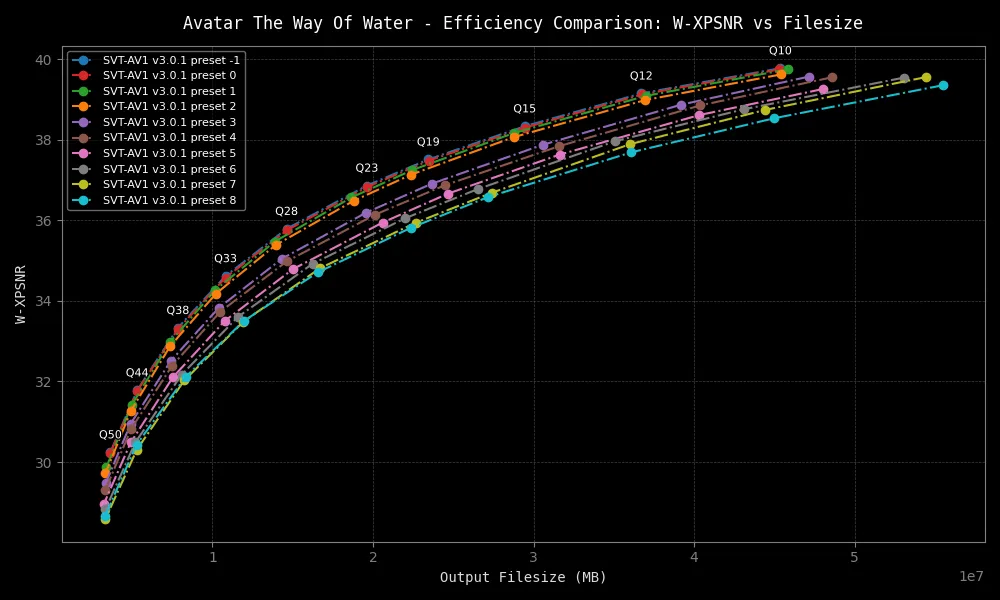 Avatar The Way Of Water - Efficiency Comparison: W-XPSNR vs Filesize
SVT-AV1 v3.0.1 preset -1
SVT-AV1 v3.0.1 preset 0
SVT-AV1 v3.0.1 preset 1
SVT-AV1 v3.0.1 preset 2
SVT-AV1 v3.0.1 preset 3
SVT-AV1 v3.0.1 preset 4
SVT-AV1 v3.0.1 preset 5
SVT-AV1 v3.0.1 preset 6
SVT-AV1 v3.0.1 preset 7
SVT-AV1 v3.0.1 preset 8
Q10
Q12
Q15
Q19
Q23
Q28
Q33
Q38
Q44
Q50
40
38
36
34
32
30
W-XPSNR
1
2
3
4
5
1e7
Output Filesize (MB)